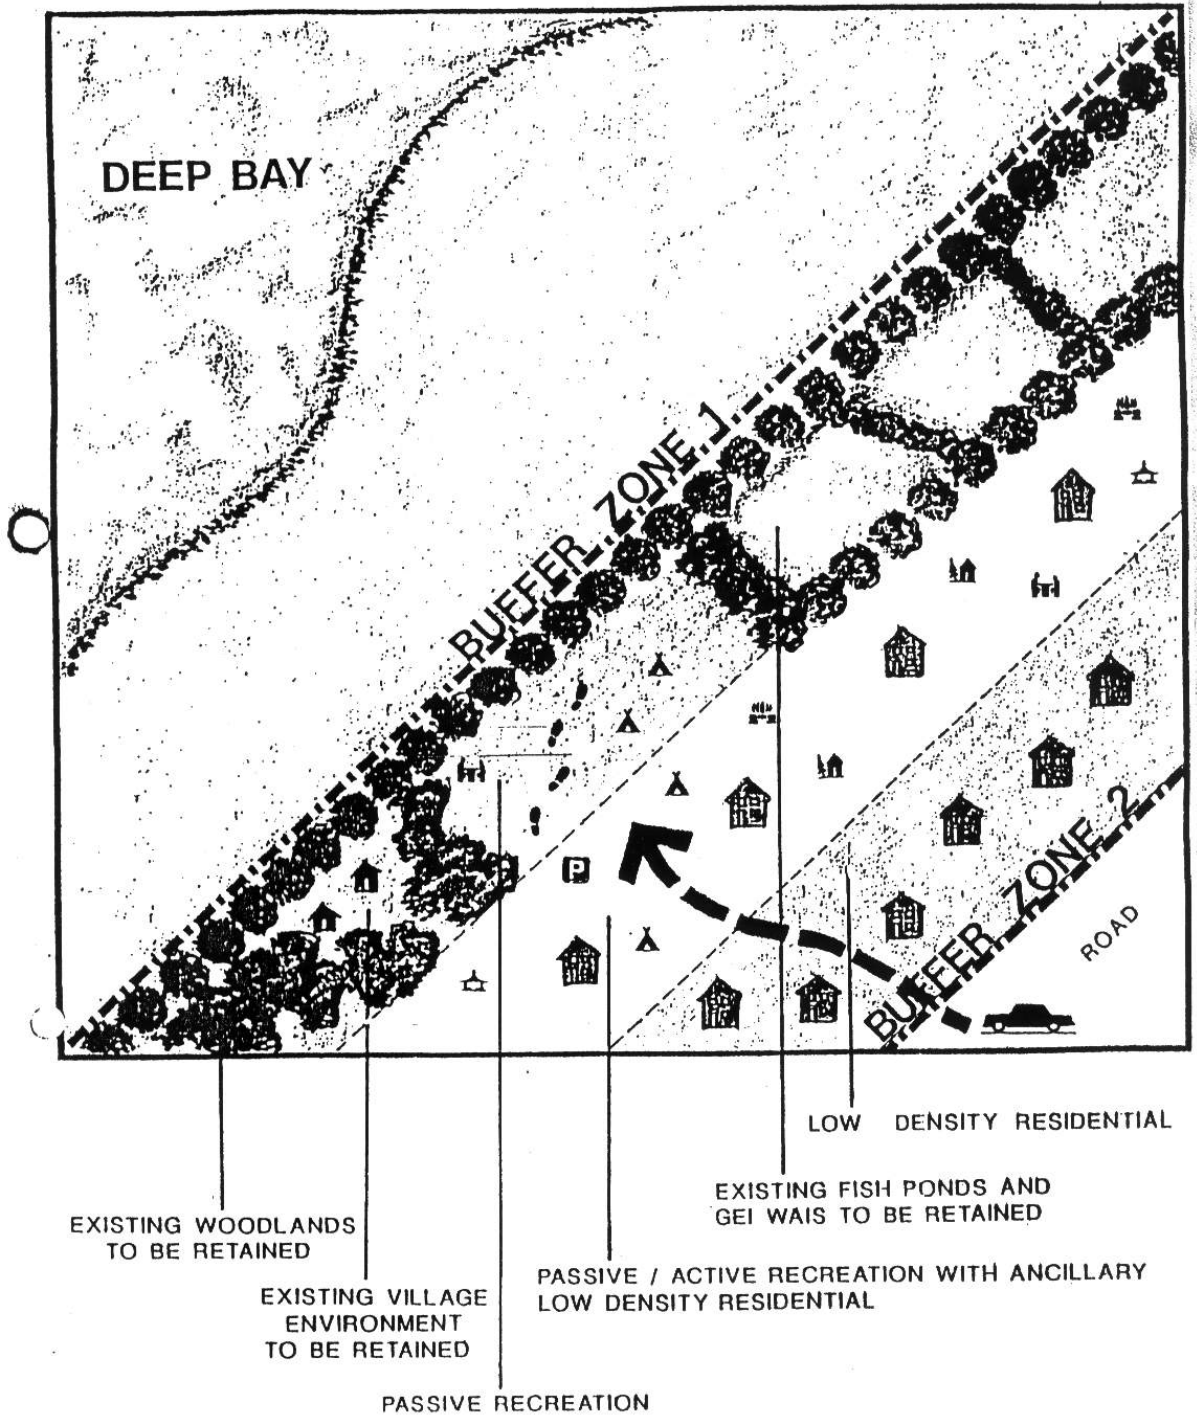 DEEP BAY
BUFFER ZONE 1
P
BUFFER ZONE 2
ROAD
LOW DENSITY RESIDENTIAL
EXISTING FISH PONDS AND
GEI WAIS TO BE RETAINED
EXISTING WOODLANDS
TO BE RETAINED
PASSIVE / ACTIVE RECREATION WITH ANCILLARY
LOW DENSITY RESIDENTIAL
EXISTING VILLAGE
ENVIRONMENT
TO BE RETAINED
PASSIVE RECREATION